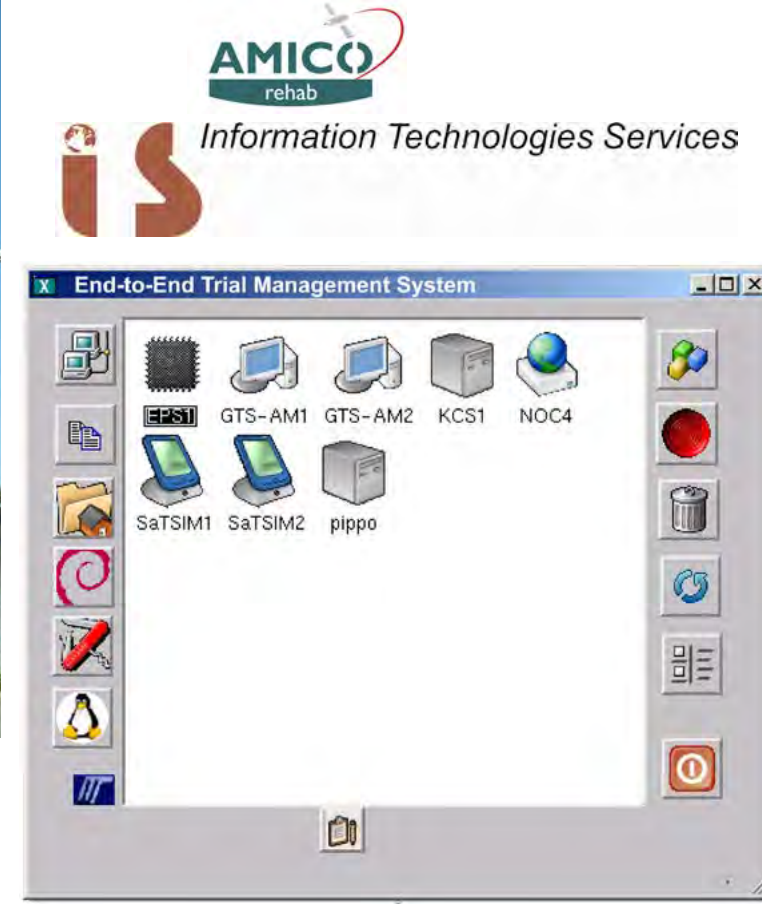 AMICO
rehab
is
Information Technologies Services
X End-to-End Trial Management System
EPS1 GTS-AM1 GTS-AM2 KCS1 NOC4
SaTSIM1 SaTSIM2 pippo